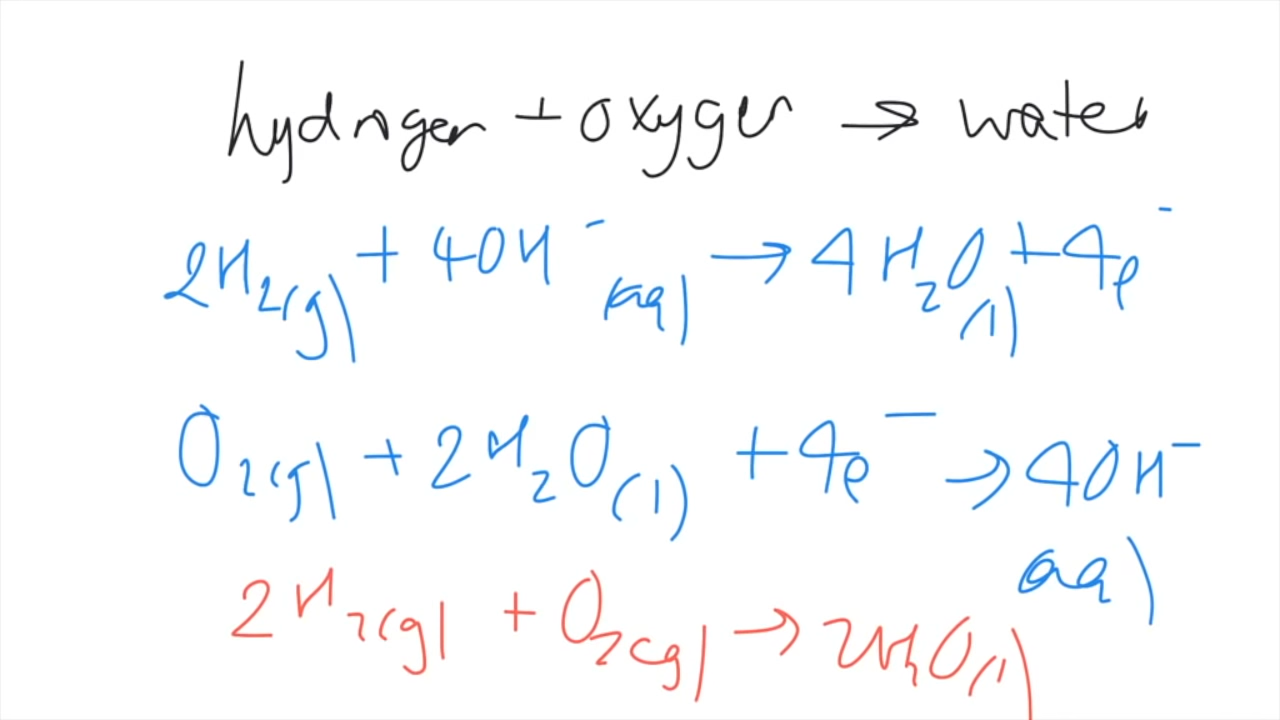 hydrogen + oxygen → water
2H₂(g) + 4OH⁻(aq) → 4H₂O(l) + 4e⁻
O₂(g) + 2H₂O(l) + 4e⁻ → 4OH⁻(aq)
2H₂(g) + O₂(g) → 2H₂O(l)